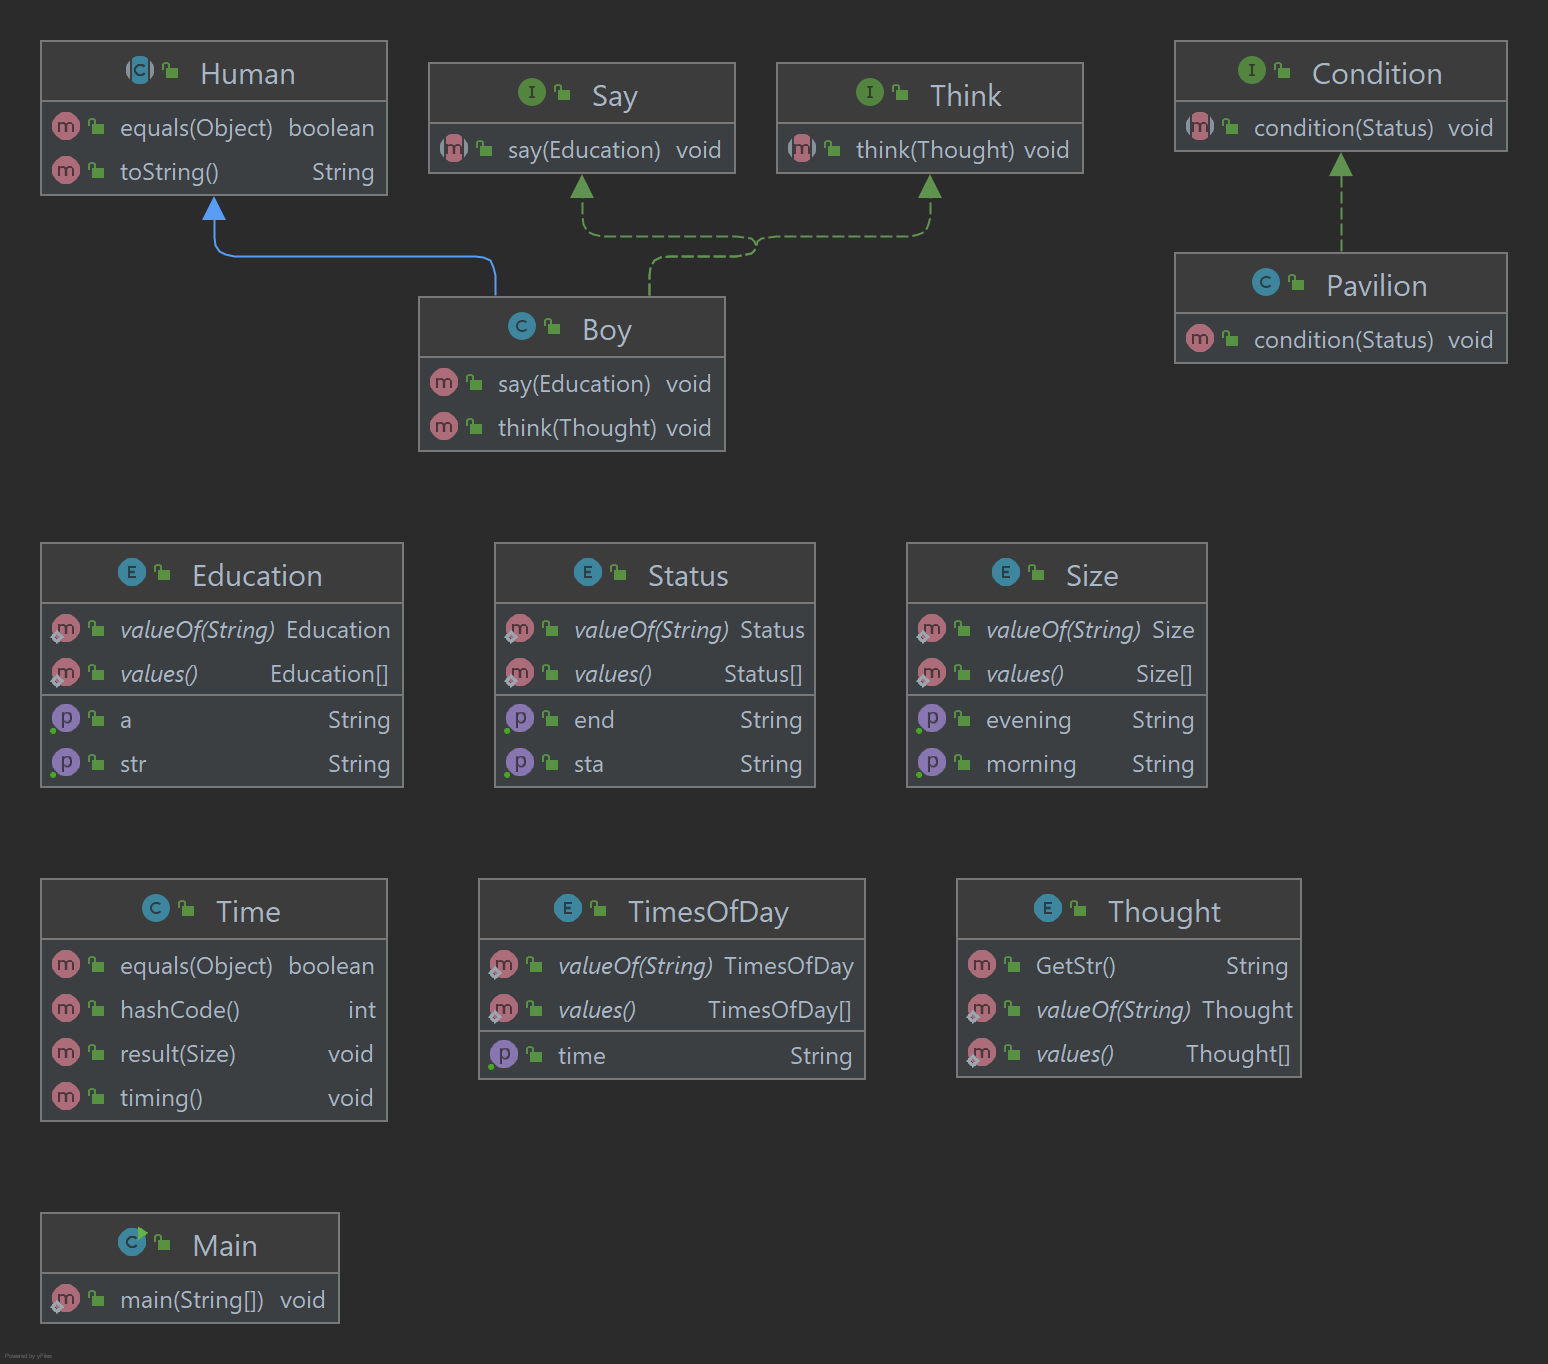 Human
equals(Object) boolean
toString() String
Say
say(Education) void
Think
think(Thought) void
Condition
condition(Status) void
Boy
say(Education) void
think(Thought) void
Pavilion
condition(Status) void
Education
valueOf(String) Education
values() Education[]
a String
str String
Status
valueOf(String) Status
values() Status[]
end String
sta String
Size
valueOf(String) Size
values() Size[]
evening String
morning String
Time
equals(Object) boolean
hashCode() int
result(Size) void
timing() void
TimesOfDay
valueOf(String) TimesOfDay
values() TimesOfDay[]
time String
Thought
GetStr() String
valueOf(String) Thought
values() Thought[]
Main
main(String[]) void
Powered by yFiles